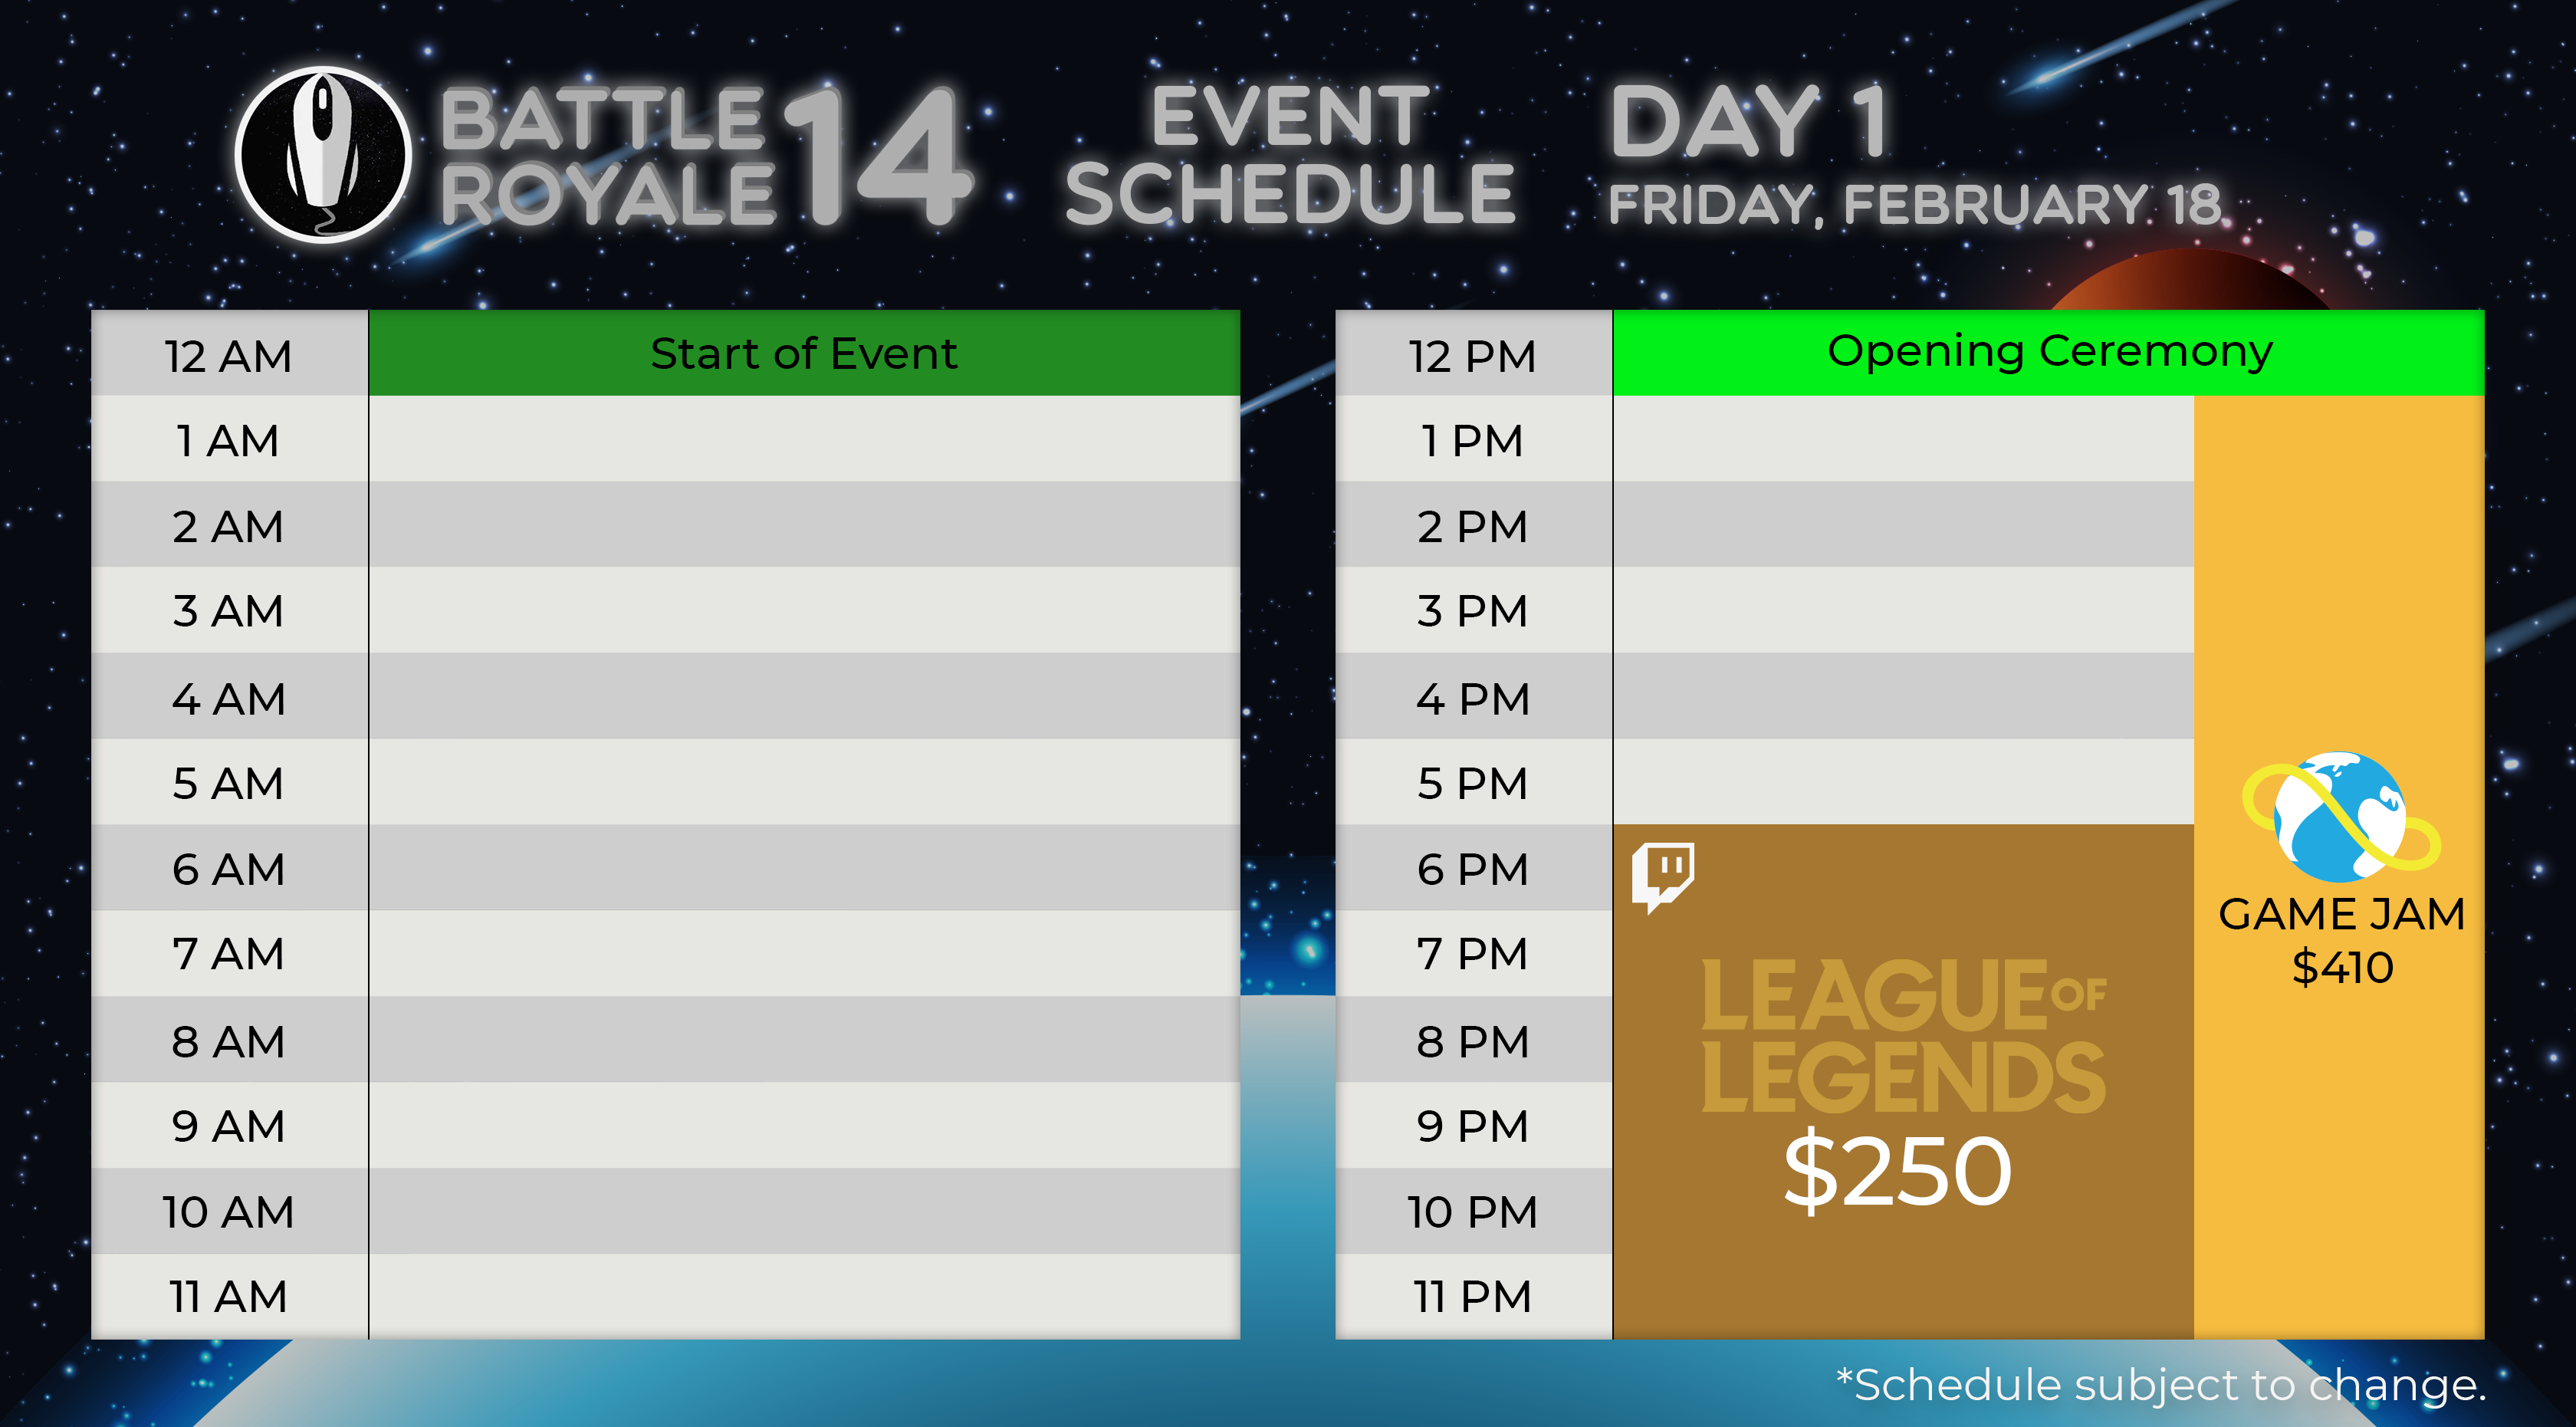 BATTLE
ROYALE 14
EVENT
SCHEDULE
DAY 1
FRIDAY, FEBRUARY 18
12 AM Start of Event
1 AM
2 AM
3 AM
4 AM
5 AM
6 AM
7 AM
8 AM
9 AM
10 AM
11 AM
12 PM Opening Ceremony
1 PM
2 PM
3 PM
4 PM
5 PM
6 PM
7 PM
8 PM
9 PM
10 PM
11 PM
LEAGUE OF
LEGENDS
$250
GAME JAM
$410
*Schedule subject to change.